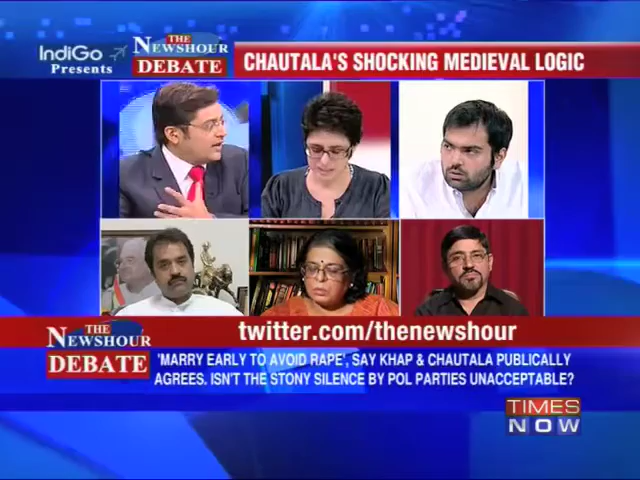 IndiGo
Presents
THE
NEWSHOUR
DEBATE
CHAUTALA'S SHOCKING MEDIEVAL LOGIC
twitter.com/thenewshour
THE
NEWSHOUR
DEBATE
'MARRY EARLY TO AVOID RAPE', SAY KHAP & CHAUTALA PUBLICALLY
AGREES. ISN'T THE STONY SILENCE BY POL PARTIES UNACCEPTABLE?
TIMES
NOW